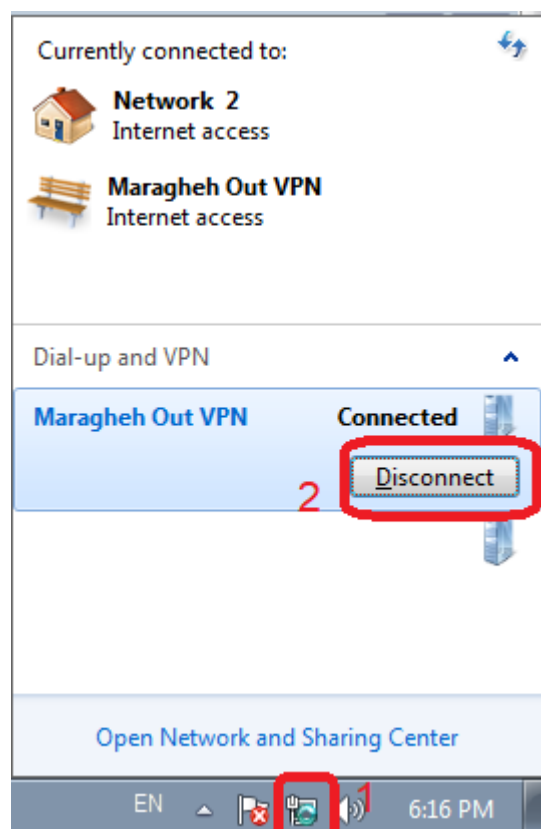 Currently connected to:
Network 2
Internet access
Maragheh Out VPN
Internet access
Dial-up and VPN
Maragheh Out VPN Connected
Disconnect
2
Open Network and Sharing Center
EN 1 6:16 PM